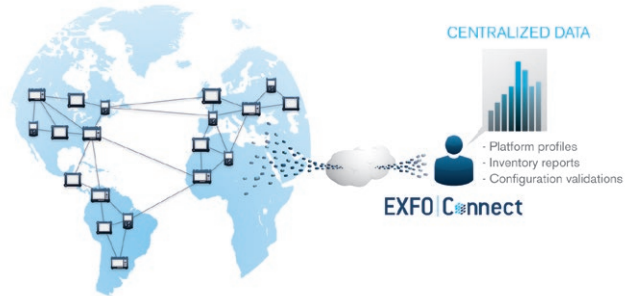 CENTRALIZED DATA
- Platform profiles
- Inventory reports
- Configuration validations
EXFO|Connect